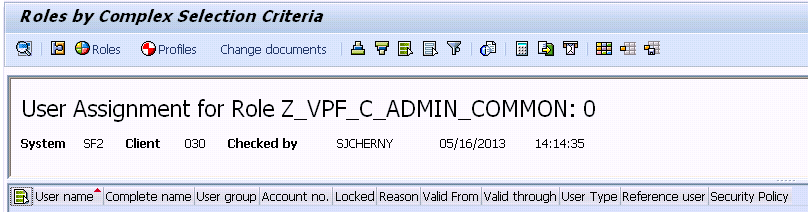 Roles by Complex Selection Criteria
Roles Profiles Change documents
User Assignment for Role Z_VPF_C_ADMIN_COMMON: 0
System SF2 Client 030 Checked by SJCHERNY 05/16/2013 14:14:35
User name Complete name User group Account no. Locked Reason Valid From Valid through User Type Reference user Security Policy